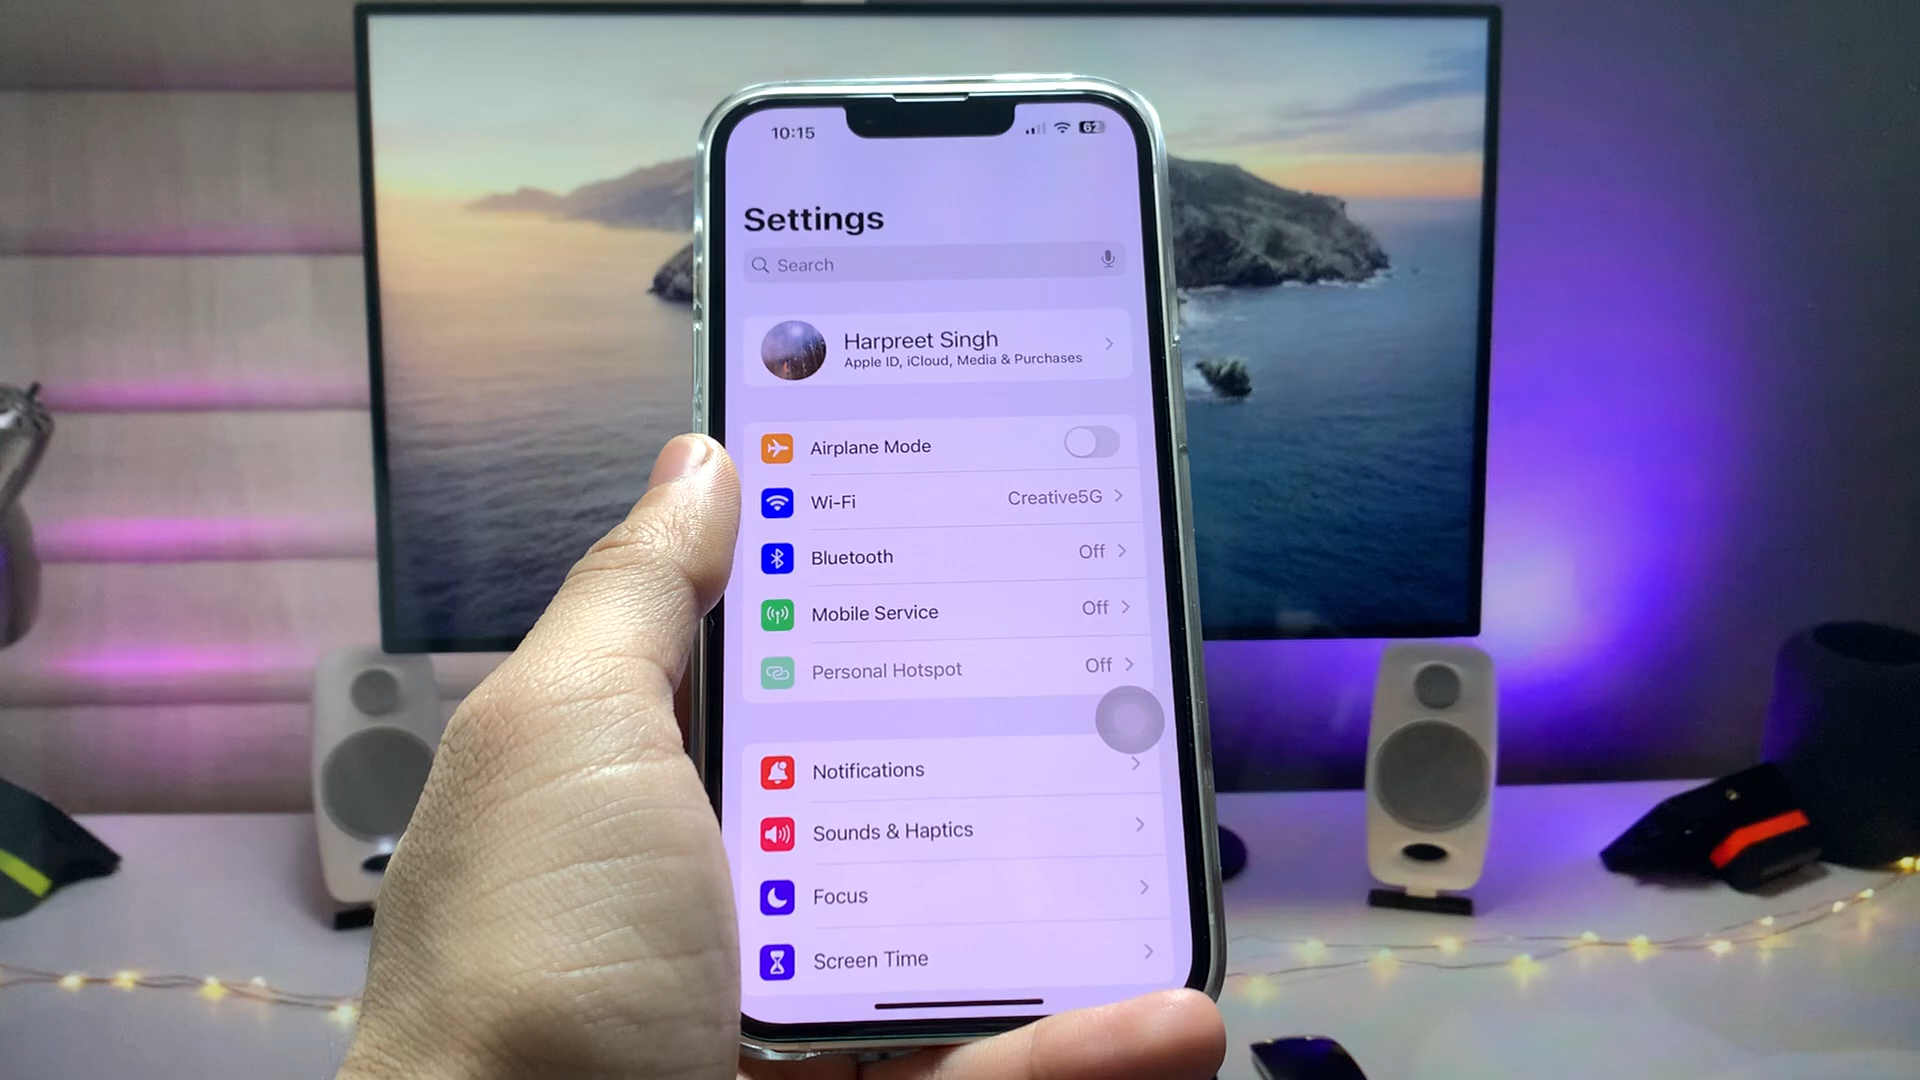 10:15 62
Settings
Search
Harpreet Singh
Apple ID, iCloud, Media & Purchases
Airplane Mode
Wi-Fi Creative5G
Bluetooth Off
Mobile Service Off
Personal Hotspot Off
Notifications
Sounds & Haptics
Focus
Screen Time